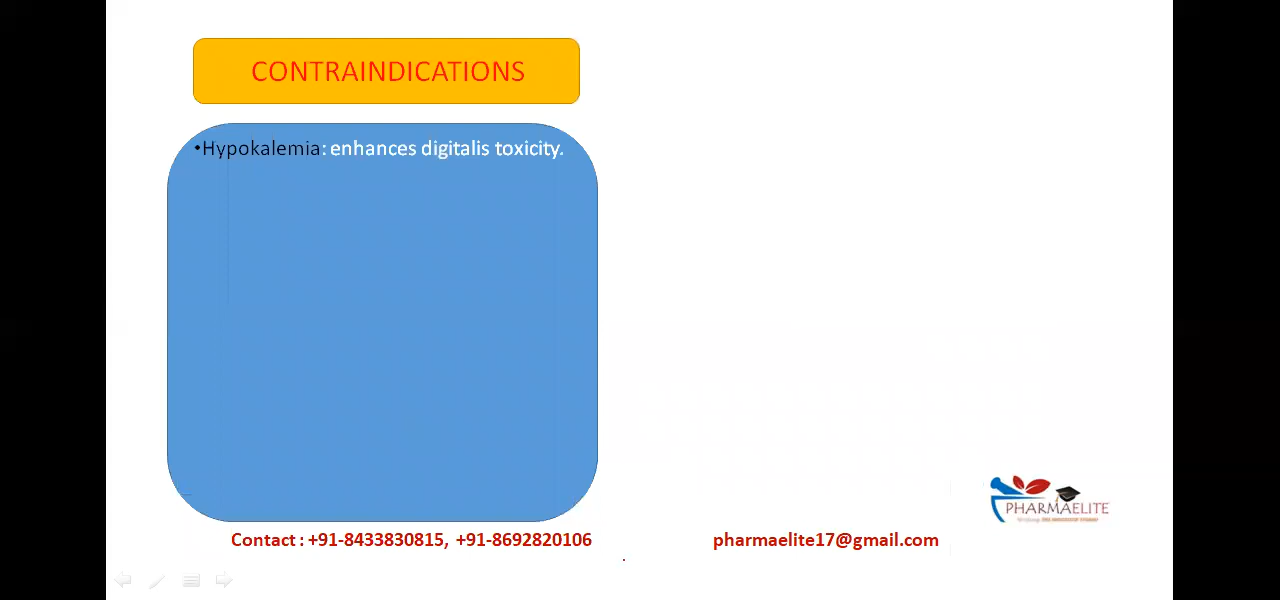 CONTRAINDICATIONS
•Hypokalemia: enhances digitalis toxicity.
PHARMAELITE
Contact : +91-8433830815, +91-8692820106
pharmaelite17@gmail.com